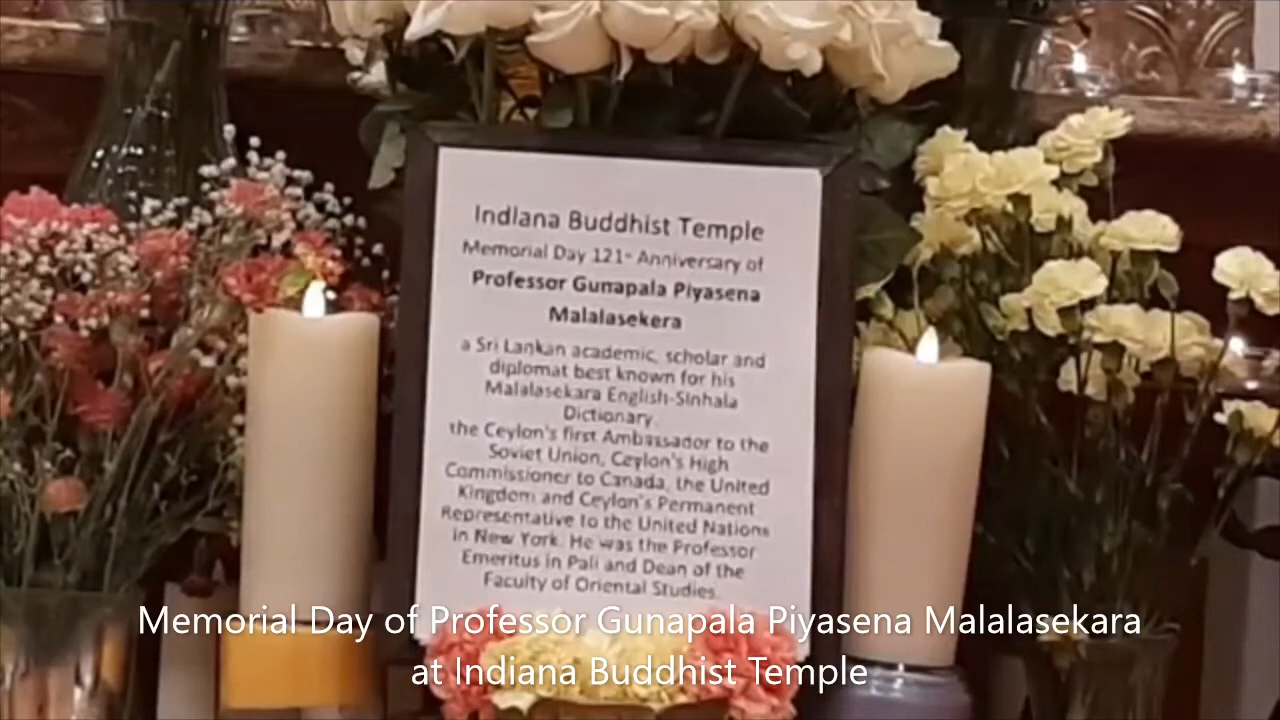 Indiana Buddhist Temple
Memorial Day 121st Anniversary of
Professor Gunapala Piyasena
Malalasekera
a Sri Lankan academic, scholar and
diplomat best known for his
Malalasekara English-Sinhala
Dictionary.
the Ceylon's first Ambassador to the
Soviet Union, Ceylon's High
Commissioner to Canada, the United
Kingdom and Ceylon's Permanent
Representative to the United Nations
in New York. He was the Professor
Emeritus in Pali and Dean of the
Faculty of Oriental Studies.
Memorial Day of Professor Gunapala Piyasena Malalasekara
at Indiana Buddhist Temple